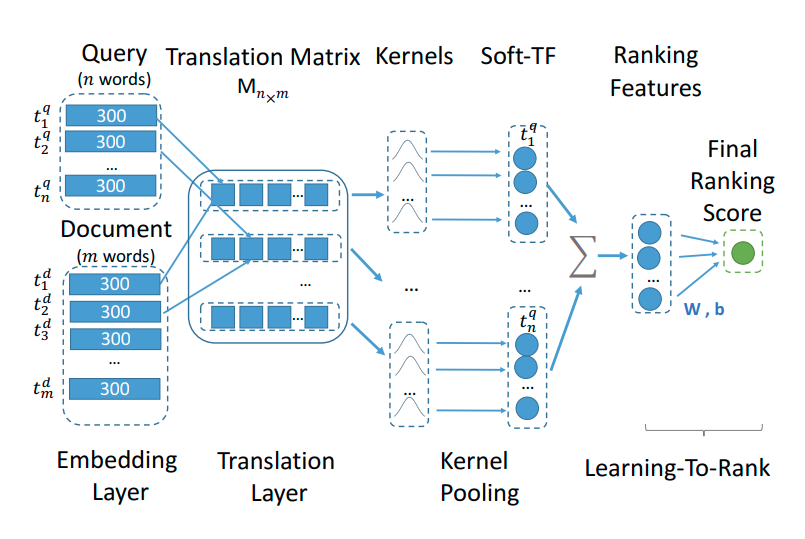 Query
(n words)
Translation Matrix
M_{n×m}
Kernels
Soft-TF
Ranking
Features
t_1^q 300
t_2^q 300
...
t_n^q 300
Document
(m words)
t_1^d 300
t_2^d 300
t_3^d 300
...
t_m^d 300
...
...
...
...
...
...
t_1^q
...
...
t_n^q
...
∑
...
W , b
Final
Ranking
Score
Embedding
Layer
Translation
Layer
Kernel
Pooling
Learning-To-Rank